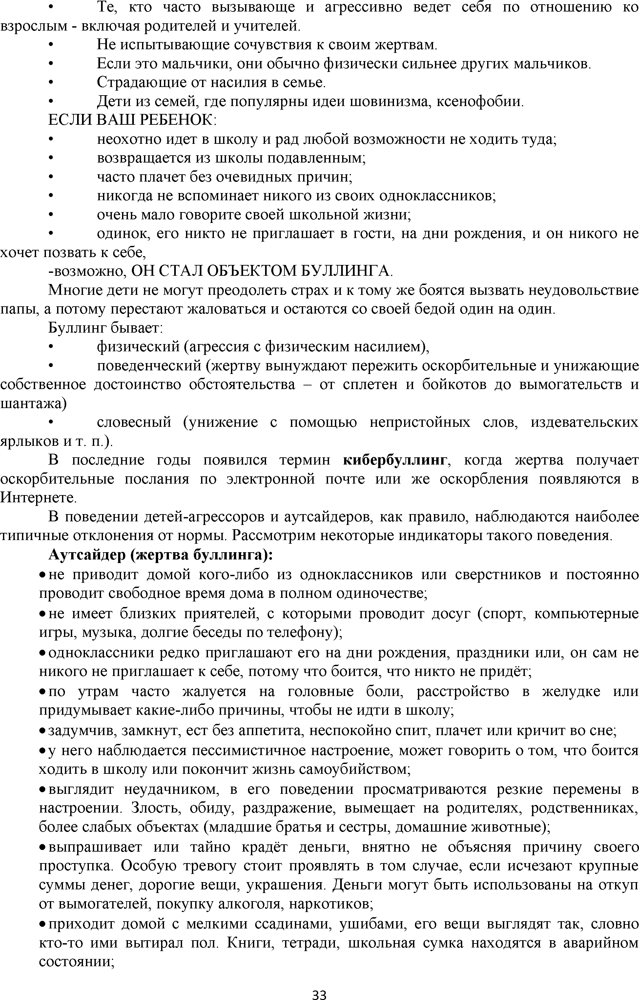 • Те, кто часто вызывающе и агрессивно ведет себя по отношению ко
взрослым - включая родителей и учителей.
• Не испытывающие сочувствия к своим жертвам.
• Если это мальчики, они обычно физически сильнее других мальчиков.
• Страдающие от насилия в семье.
• Дети из семей, где популярны идеи шовинизма, ксенофобии.
ЕСЛИ ВАШ РЕБЕНОК:
• неохотно идет в школу и рад любой возможности не ходить туда;
• возвращается из школы подавленным;
• часто плачет без очевидных причин;
• никогда не вспоминает никого из своих одноклассников;
• очень мало говорите своей школьной жизни;
• одинок, его никто не приглашает в гости, на дни рождения, и он никого не
хочет позвать к себе,
-возможно, ОН СТАЛ ОБЪЕКТОМ БУЛЛИНГА.
Многие дети не могут преодолеть страх и к тому же боятся вызвать неудовольствие
папы, а потому перестают жаловаться и остаются со своей бедой один на один.
Буллинг бывает:
• физический (агрессия с физическим насилием),
• поведенческий (жертву вынуждают пережить оскорбительные и унижающие
собственное достоинство обстоятельства – от сплетен и бойкотов до вымогательств и
шантажа)
• словесный (унижение с помощью непристойных слов, издевательских
ярлыков и т. п.).
В последние годы появился термин кибербуллинг, когда жертва получает
оскорбительные послания по электронной почте или же оскорбления появляются в
Интернете.
В поведении детей-агрессоров и аутсайдеров, как правило, наблюдаются наиболее
типичные отклонения от нормы. Рассмотрим некоторые индикаторы такого поведения.
Аутсайдер (жертва буллинга):
• не приводит домой кого-либо из одноклассников или сверстников и постоянно
проводит свободное время дома в полном одиночестве;
• не имеет близких приятелей, с которыми проводит досуг (спорт, компьютерные
игры, музыка, долгие беседы по телефону);
• одноклассники редко приглашают его на дни рождения, праздники или, он сам не
никого не приглашает к себе, потому что боится, что никто не придёт;
• по утрам часто жалуется на головные боли, расстройство в желудке или
придумывает какие-либо причины, чтобы не идти в школу;
• задумчив, замкнут, ест без аппетита, неспокойно спит, плачет или кричит во сне;
• у него наблюдается пессимистичное настроение, может говорить о том, что боится
ходить в школу или покончит жизнь самоубийством;
• выглядит неудачником, в его поведении просматриваются резкие перемены в
настроении. Злость, обиду, раздражение, вымещает на родителях, родственниках,
более слабых объектах (младшие братья и сестры, домашние животные);
• выпрашивает или тайно крадёт деньги, внятно не объясняя причину своего
проступка. Особую тревогу стоит проявлять в том случае, если исчезают крупные
суммы денег, дорогие вещи, украшения. Деньги могут быть использованы на откуп
от вымогателей, покупку алкоголя, наркотиков;
• приходит домой с мелкими ссадинами, ушибами, его вещи выглядят так, словно
кто-то ими вытирал пол. Книги, тетради, школьная сумка находятся в аварийном
состоянии;
33